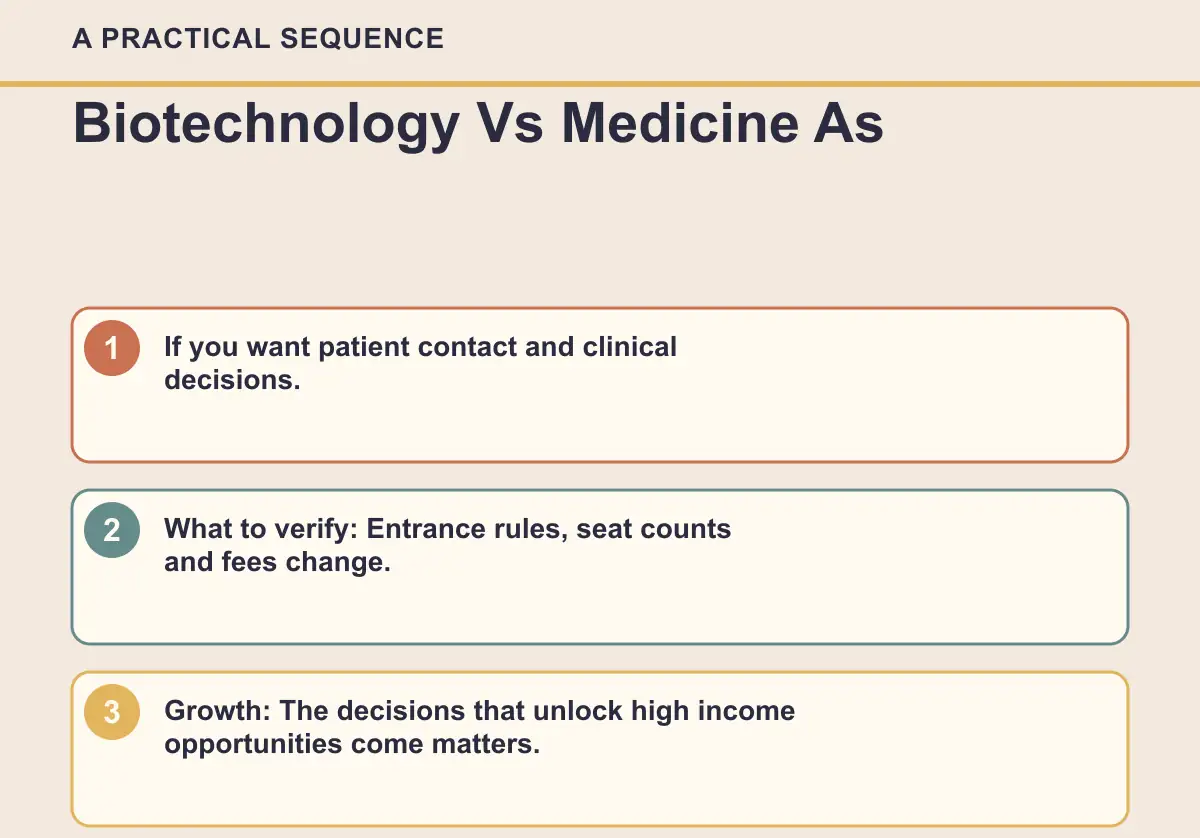 A PRACTICAL SEQUENCE
Biotechnology Vs Medicine As
1
If you want patient contact and clinical
decisions.
2
What to verify: Entrance rules, seat counts
and fees change.
3
Growth: The decisions that unlock high income
opportunities come matters.